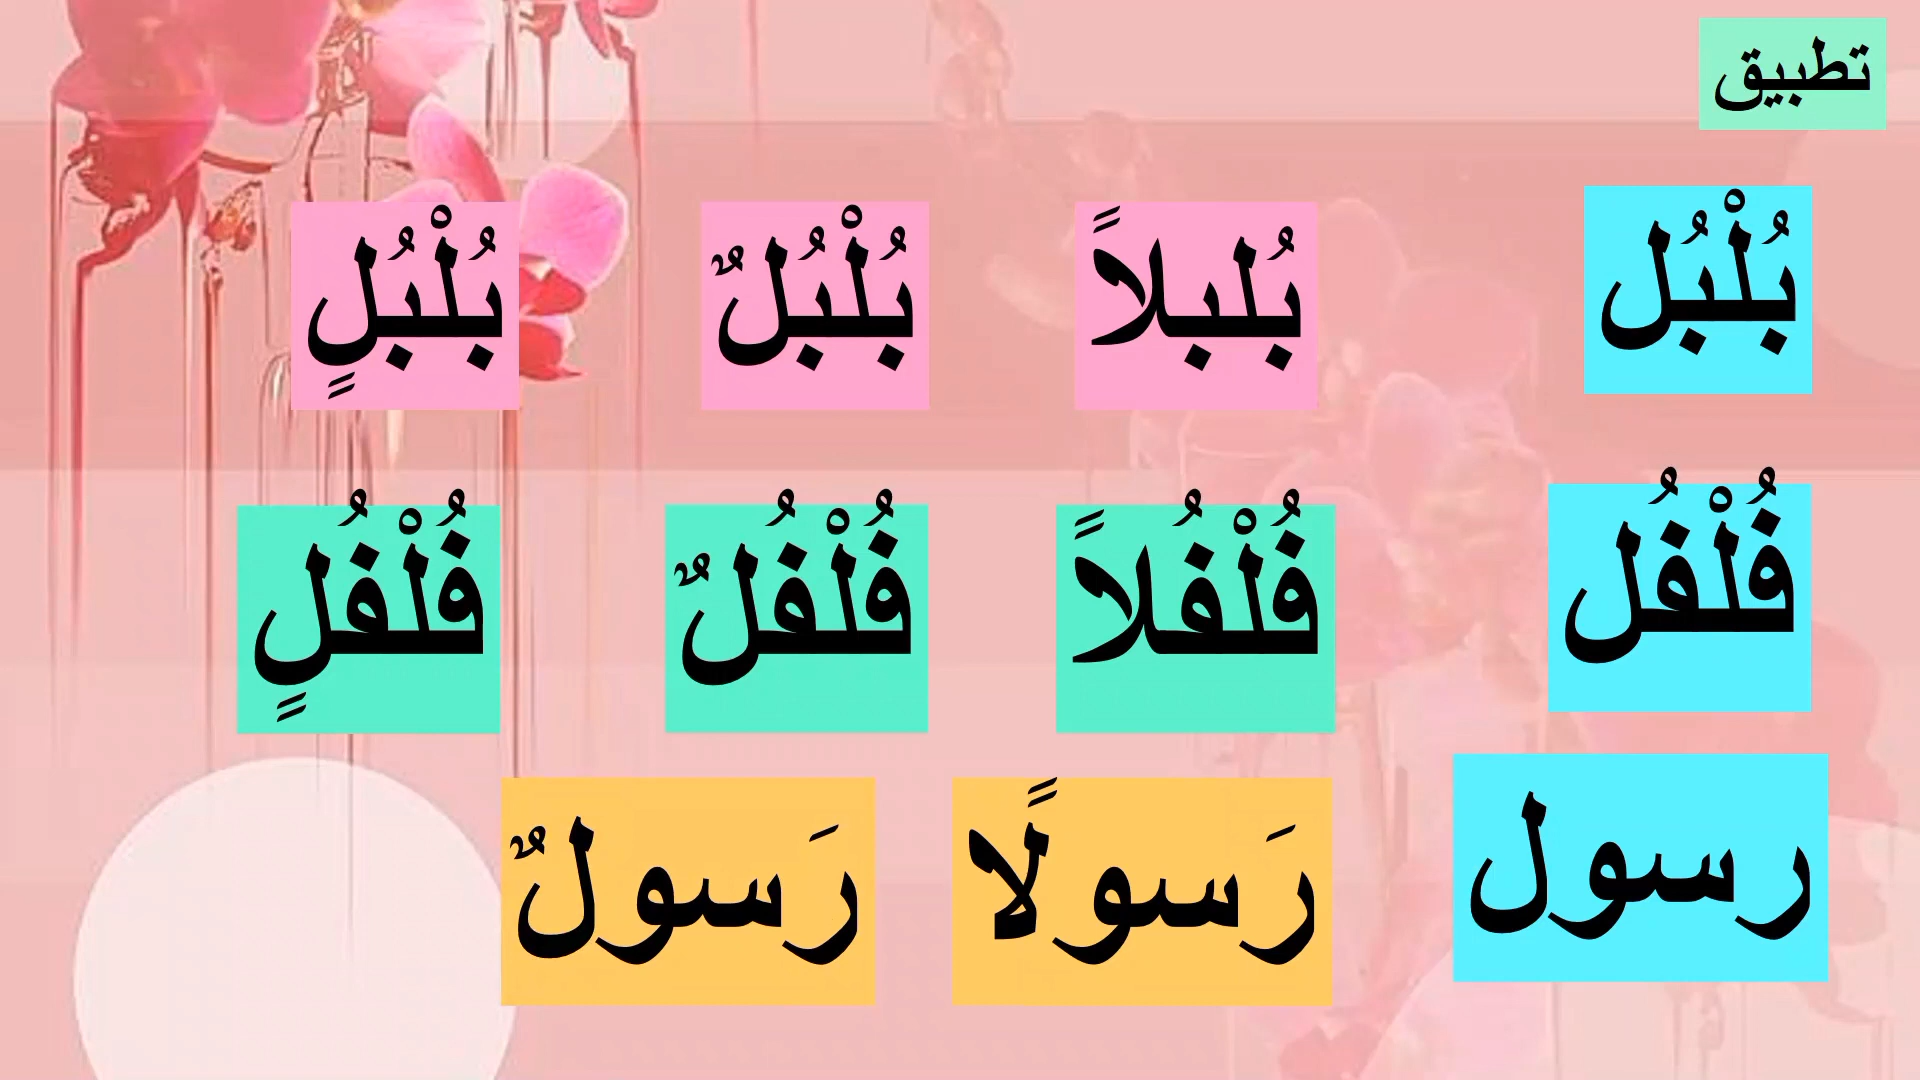 تطبيق
بُلْبُل بُلبلاً بُلْبُلٌ بُلْبُلٍ
فُلْفُل فُلْفُلاً فُلْفُلٌ فُلْفُلٍ
رسول رَسولًا رَسولٌ